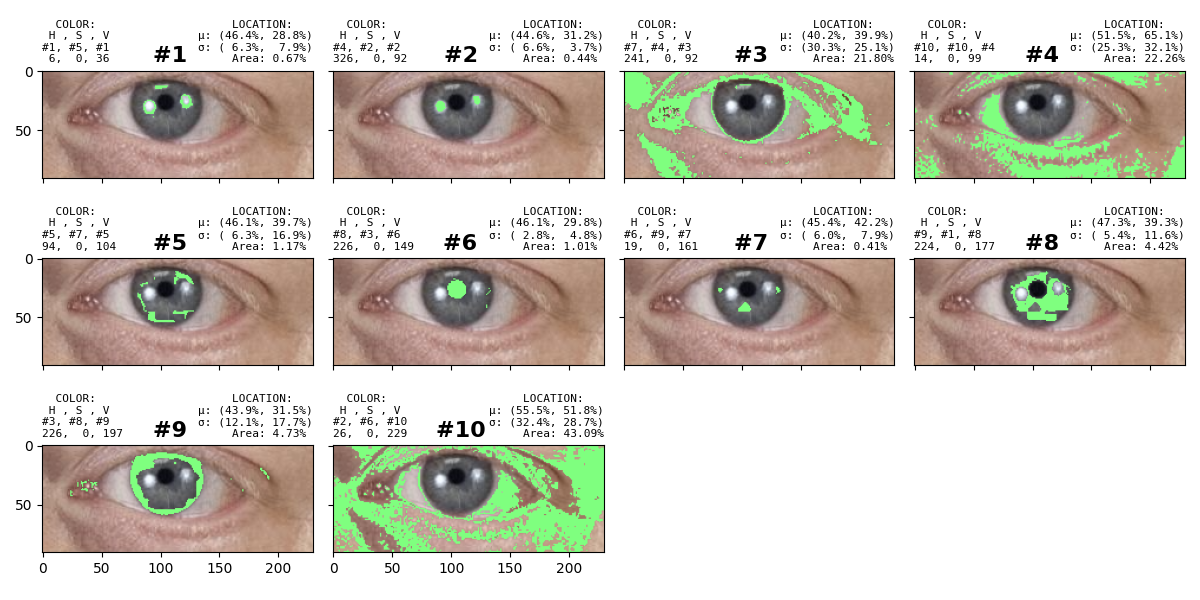 COLOR: LOCATION:
H , S , V μ: (46.4%, 28.8%)
#1, #5, #1 #1 σ: ( 6.3%, 7.9%)
6, 0, 36 Area: 0.67%
COLOR: LOCATION:
H , S , V μ: (44.6%, 31.2%)
#4, #2, #2 #2 σ: ( 6.6%, 3.7%)
326, 0, 92 Area: 0.44%
COLOR: LOCATION:
H , S , V μ: (40.2%, 39.9%)
#7, #4, #3 #3 σ: (30.3%, 25.1%)
241, 0, 92 Area: 21.80%
COLOR: LOCATION:
H , S , V μ: (51.5%, 65.1%)
#10, #10, #4 #4 σ: (25.3%, 32.1%)
14, 0, 99 Area: 22.26%
0
50
COLOR: LOCATION:
H , S , V μ: (46.1%, 39.7%)
#5, #7, #5 #5 σ: ( 6.3%, 16.9%)
94, 0, 104 Area: 1.17%
COLOR: LOCATION:
H , S , V μ: (46.1%, 29.8%)
#8, #3, #6 #6 σ: ( 2.8%, 4.8%)
226, 0, 149 Area: 1.01%
COLOR: LOCATION:
H , S , V μ: (45.4%, 42.2%)
#6, #9, #7 #7 σ: ( 6.0%, 7.9%)
19, 0, 161 Area: 0.41%
COLOR: LOCATION:
H , S , V μ: (47.3%, 39.3%)
#9, #1, #8 #8 σ: ( 5.4%, 11.6%)
224, 0, 177 Area: 4.42%
0
50
COLOR: LOCATION:
H , S , V μ: (43.9%, 31.5%)
#3, #8, #9 #9 σ: (12.1%, 17.7%)
226, 0, 197 Area: 4.73%
COLOR: LOCATION:
H , S , V μ: (55.5%, 51.8%)
#2, #6, #10 #10 σ: (32.4%, 28.7%)
26, 0, 229 Area: 43.09%
0
50
0 50 100 150 200
0 50 100 150 200